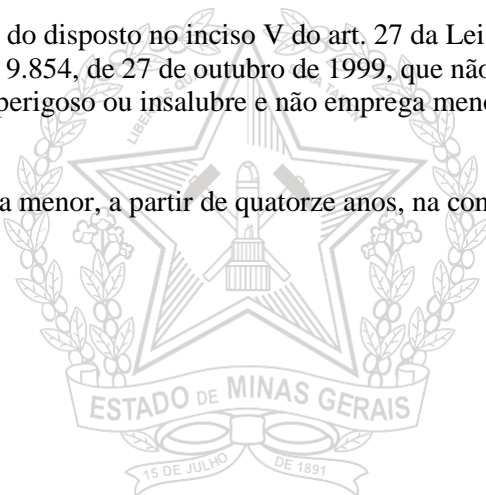 do disposto no inciso V do art. 27 da Lei
9.854, de 27 de outubro de 1999, que não
perigoso ou insalubre e não emprega meno
a menor, a partir de quatorze anos, na con
ESTADO DE MINAS GERAIS
15 DE JULHO DE 1891